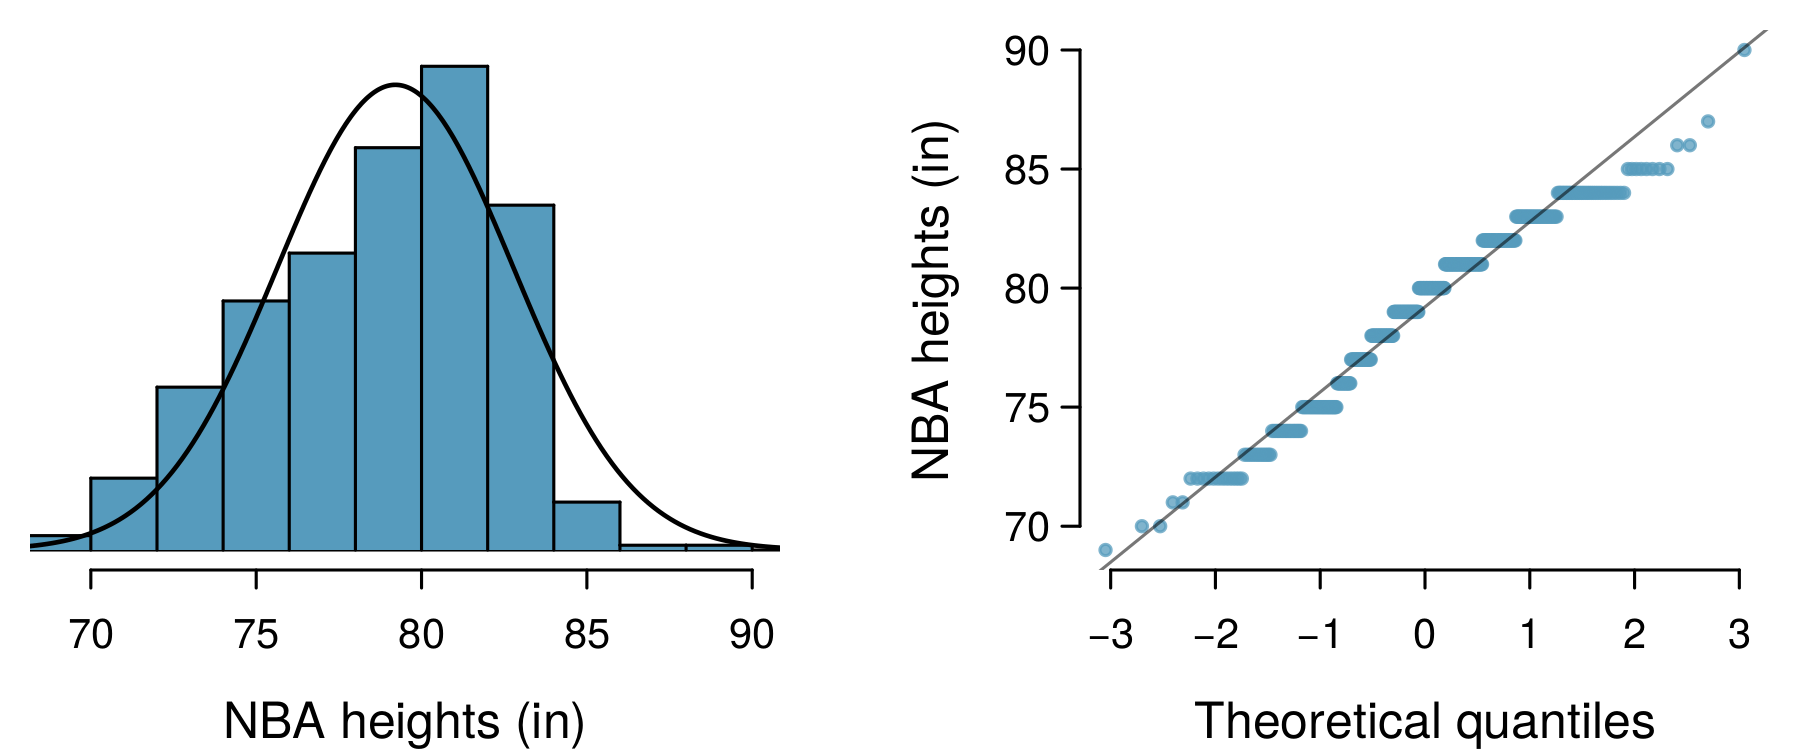 70 75 80 85 90
NBA heights (in)
90
85
80
75
70
NBA heights (in)
−3 −2 −1 0 1 2 3
Theoretical quantiles